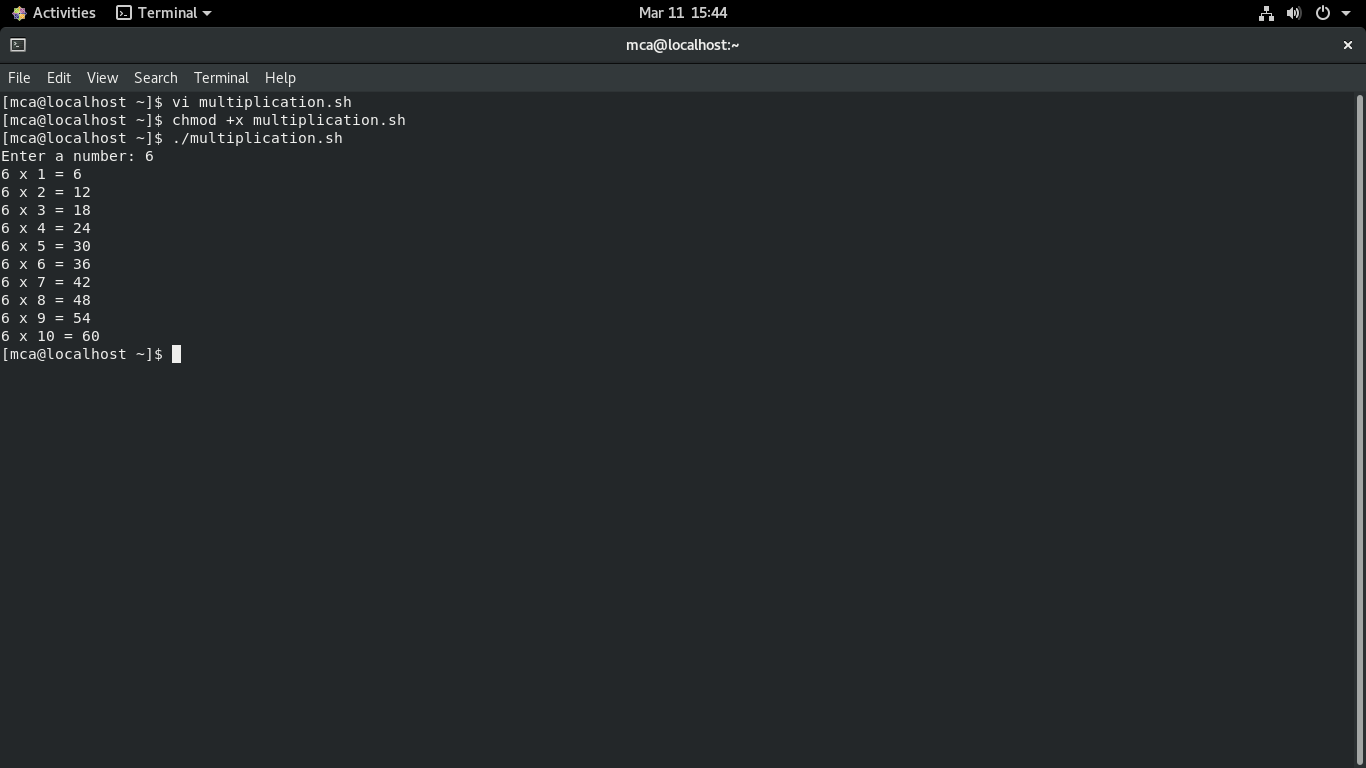 Activities Terminal Mar 11 15:44
mca@localhost:~
File Edit View Search Terminal Help
[mca@localhost ~]$ vi multiplication.sh
[mca@localhost ~]$ chmod +x multiplication.sh
[mca@localhost ~]$ ./multiplication.sh
Enter a number: 6
6 x 1 = 6
6 x 2 = 12
6 x 3 = 18
6 x 4 = 24
6 x 5 = 30
6 x 6 = 36
6 x 7 = 42
6 x 8 = 48
6 x 9 = 54
6 x 10 = 60
[mca@localhost ~]$